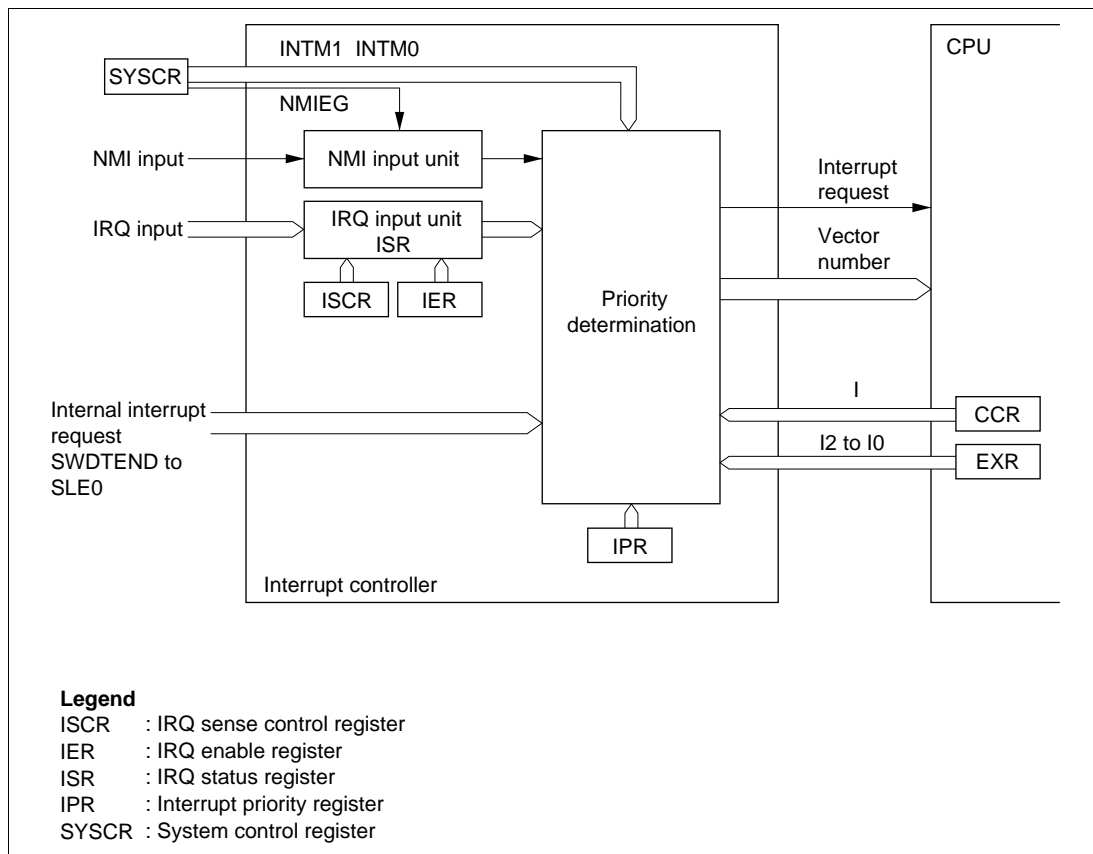 INTM1 INTM0
CPU
SYSCR
NMIEG
NMI input
NMI input unit
Interrupt
request
IRQ input
IRQ input unit
ISR
Vector
number
ISCR
IER
Priority
determination
Internal interrupt
request
SWDTEND to
SLE0
I
CCR
I2 to I0
EXR
IPR
Interrupt controller
Legend
ISCR : IRQ sense control register
IER : IRQ enable register
ISR : IRQ status register
IPR : Interrupt priority register
SYSCR : System control register